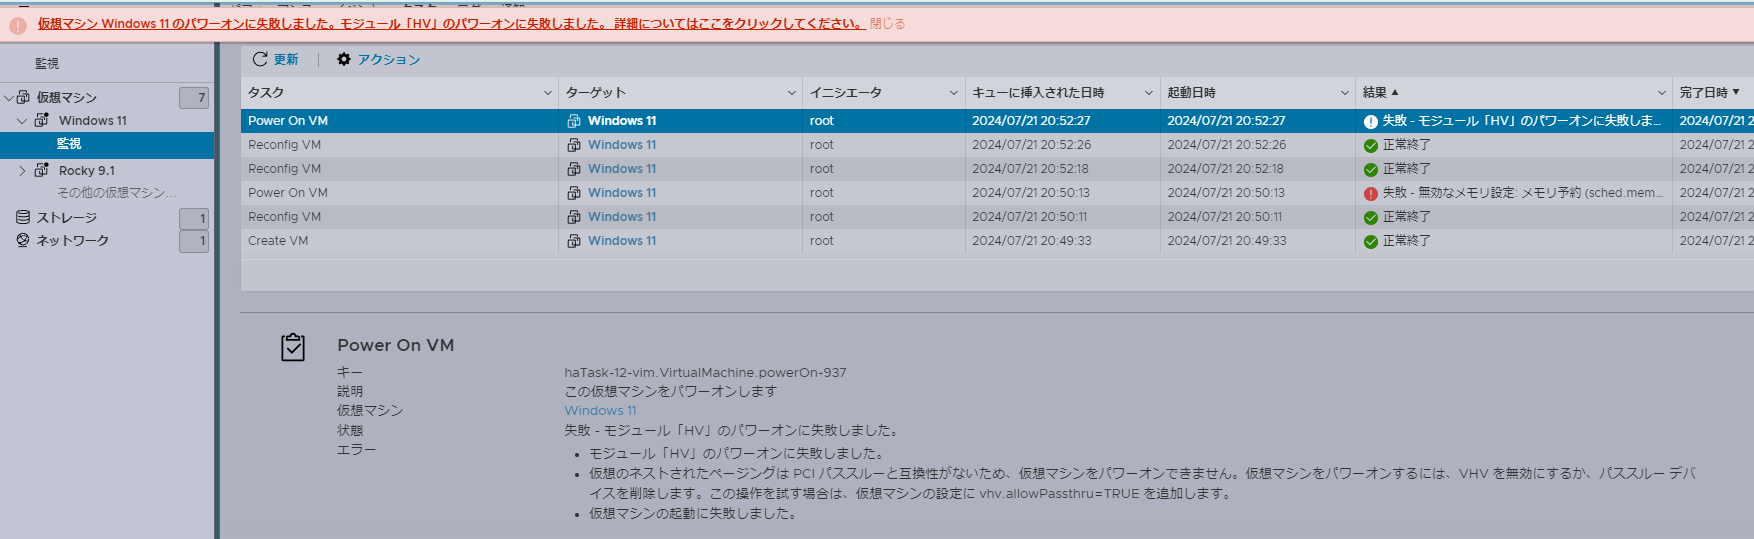 仮想マシン Windows 11 のパワーオンに失敗しました。モジュール「HV」のパワーオンに失敗しました。 詳細についてはここをクリックしてください。 閉じる
監視
更新 アクション
仮想マシン 7
Windows 11
監視
Rocky 9.1
その他の仮想マシン...
ストレージ 1
ネットワーク 1
タスク ターゲット イニシエータ キューに挿入された日時 起動日時 結果 ▲ 完了日時 ▼
Power On VM Windows 11 root 2024/07/21 20:52:27 2024/07/21 20:52:27 失敗 - モジュール「HV」のパワーオンに失敗しま... 2024/07/21 2
Reconfig VM Windows 11 root 2024/07/21 20:52:26 2024/07/21 20:52:26 正常終了 2024/07/21 2
Reconfig VM Windows 11 root 2024/07/21 20:52:18 2024/07/21 20:52:18 正常終了 2024/07/21 2
Power On VM Windows 11 root 2024/07/21 20:50:13 2024/07/21 20:50:13 失敗 - 無効なメモリ設定: メモリ予約 (sched.mem... 2024/07/21 2
Reconfig VM Windows 11 root 2024/07/21 20:50:11 2024/07/21 20:50:11 正常終了 2024/07/21 2
Create VM Windows 11 root 2024/07/21 20:49:33 2024/07/21 20:49:33 正常終了 2024/07/21 2
Power On VM
キー haTask-12-vim.VirtualMachine.powerOn-937
説明 この仮想マシンをパワーオンします
仮想マシン Windows 11
状態 失敗 - モジュール「HV」のパワーオンに失敗しました。
エラー
• モジュール「HV」のパワーオンに失敗しました。
• 仮想のネストされたページングは PCI パススルーと互換性がないため、仮想マシンをパワーオンできません。仮想マシンをパワーオンするには、VHV を無効にするか、パススルー デバ
イスを削除します。この操作を試す場合は、仮想マシンの設定に vhv.allowPassthru=TRUE を追加します。
• 仮想マシンの起動に失敗しました。